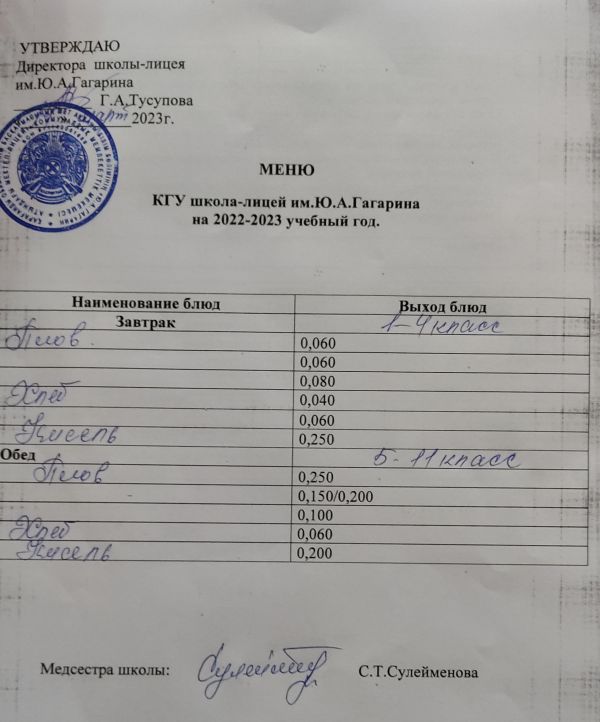 УТВЕРЖДАЮ
Директора школы-лицея
им.Ю.А.Гагарина
Г.А.Тусупова
март 2023г.
МЕНЮ
КГУ школа-лицей им.Ю.А.Гагарина
на 2022-2023 учебный год.
Наименование блюд Выход блюд
Завтрак 1-4 класс
Плов 0,060
0,060
0,080
Хлеб 0,040
0,060
Кисель 0,250
Обед 5-11 класс
Плов 0,250
0,150/0,200
0,100
Хлеб 0,060
Кисель 0,200
Медсестра школы: С.Т.Сулейменова